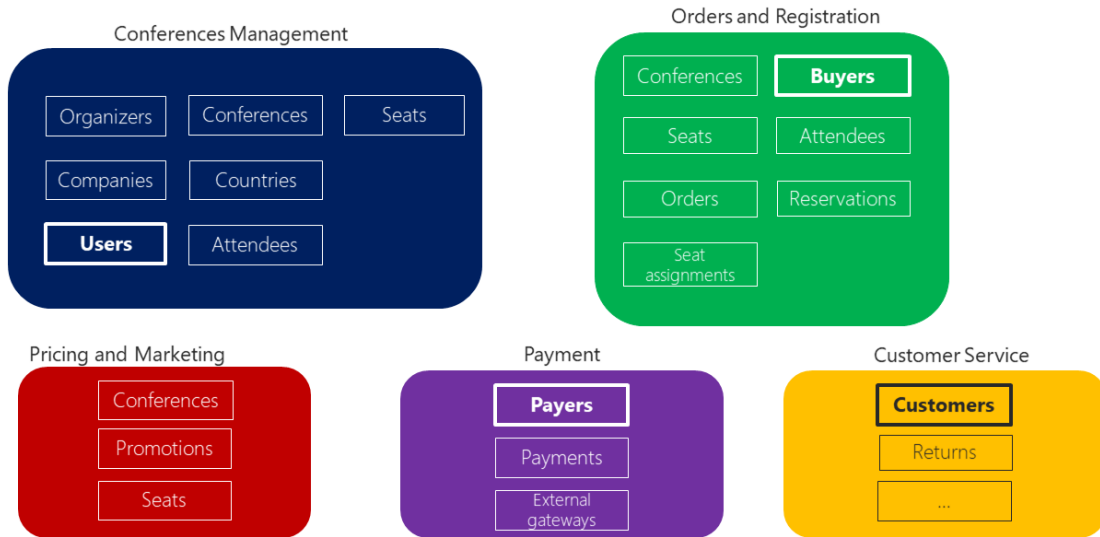 Conferences Management
Organizers
Conferences
Seats
Companies
Countries
Users
Attendees
Orders and Registration
Conferences
Buyers
Seats
Attendees
Orders
Reservations
Seat
assignments
Pricing and Marketing
Conferences
Promotions
Seats
Payment
Payers
Payments
External
gateways
Customer Service
Customers
Returns
...